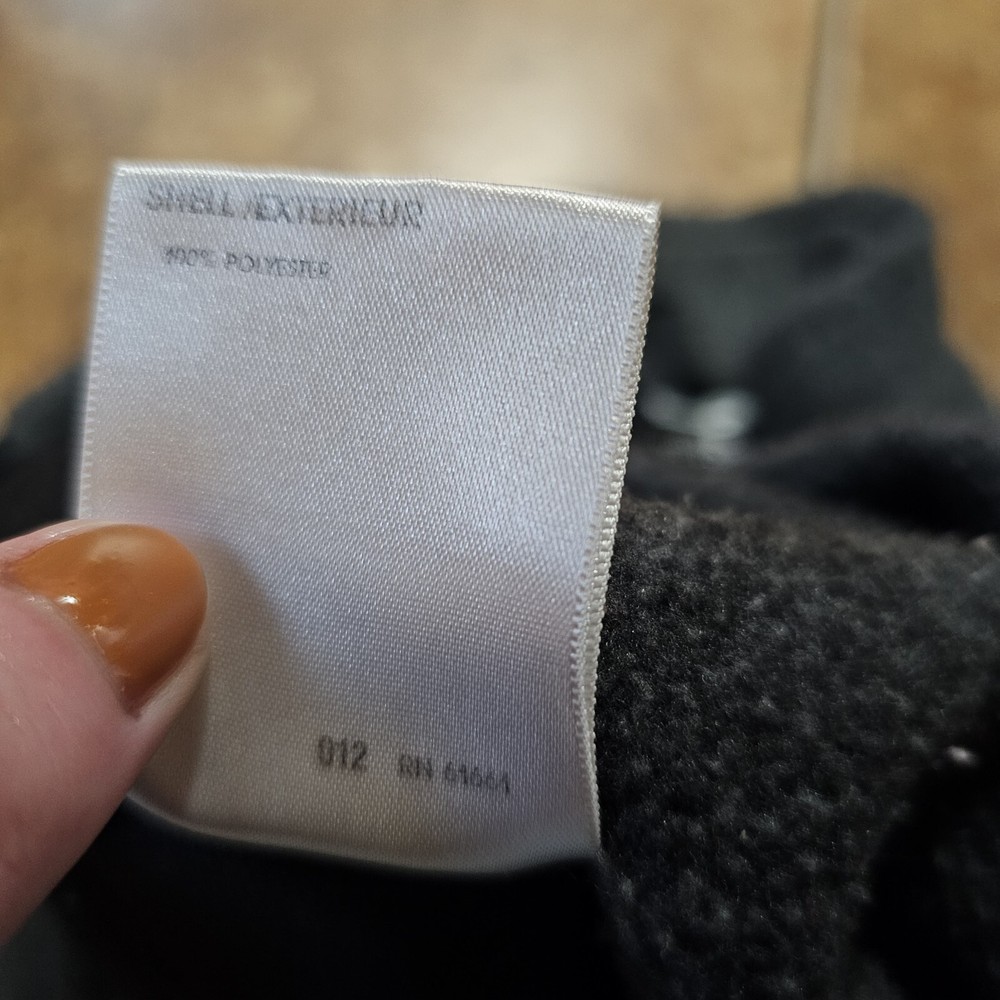 SHELL/EXTERIEUR
100% POLYESTER
012 RN 61661